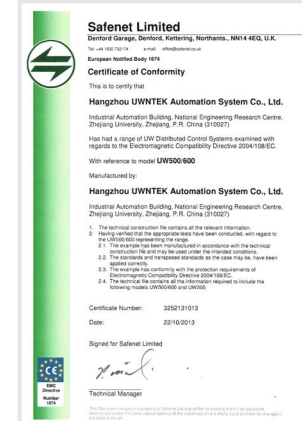 Safenet Limited
Denford Garage, Denford, Kettering, Northants., NN14 4EQ, U.K.
Tel: +44 1832 732174 e-mail office@safenet.co.uk
European Notified Body 1674
Certificate of Conformity
This is to certify that
Hangzhou UWNTEK Automation System Co., Ltd.
Industrial Automation Building, National Engineering Research Centre,
Zhejiang University, Zhejiang, P.R. China (310027)
Has had a range of UW Distributed Control Systems examined with
regards to the Electromagnetic Compatibility Directive 2004/108/EC.
With reference to model UW500/600
Manufactured by:
Hangzhou UWNTEK Automation System Co., Ltd.
Industrial Automation Building, National Engineering Research Centre,
Zhejiang University, Zhejiang, P.R. China (310027)
1. The technical construction file contains all the relevant information.
2. Having verified that the appropriate tests have been conducted, with regard to
the UW500/600 representing the range.
2.1. The example has been manufactured in accordance with the technical
construction file and may be used under the intended conditions.
2.2. The standards and transposed standards as the case may be, have been
applied correctly.
2.3. The example has conformity with the protection requirements of
Electromagnetic Compatibility Directive 2004/108/EC.
2.4. The technical file contains all the information required to include the
following models UW500/600 and UW300.
Certificate Number: 3252131013
Date: 22/10/2013
Signed for Safenet Limited
Technical Manager
CE
EMC
Directive
Number
1674